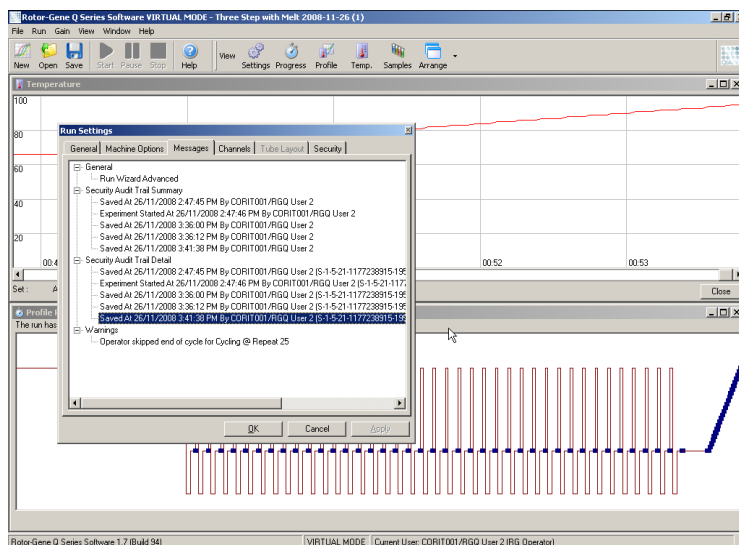 Rotor-Gene Q Series Software VIRTUAL MODE - Three Step with Melt 2008-11-26 (1)
File Run Gain View Window Help
New Open Save Start Pause Stop Help View Settings Progress Profile Temp. Samples Arrange
Temperature
100
80
60
40
20
00:52 00:53
Set :
Close
Run Settings
General Machine Options Messages Channels Tube Layout Security
General
Run Wizard Advanced
Security Audit Trail Summary
Saved At 26/11/2008 2:47:45 PM By CORIT001/RGQ User 2
Experiment Started At 26/11/2008 2:47:46 PM By CORIT001/RGQ User 2
Saved At 26/11/2008 3:36:00 PM By CORIT001/RGQ User 2
Saved At 26/11/2008 3:36:12 PM By CORIT001/RGQ User 2
Saved At 26/11/2008 3:41:38 PM By CORIT001/RGQ User 2
Security Audit Trail Detail
Saved At 26/11/2008 2:47:45 PM By CORIT001/RGQ User 2 (S-1-5-21-1177238915-195
Experiment Started At 26/11/2008 2:47:46 PM By CORIT001/RGQ User 2 (S-1-5-21-1177
Saved At 26/11/2008 3:36:00 PM By CORIT001/RGQ User 2 (S-1-5-21-1177238915-195
Saved At 26/11/2008 3:36:12 PM By CORIT001/RGQ User 2 (S-1-5-21-1177238915-195
Saved At 26/11/2008 3:41:38 PM By CORIT001/RGQ User 2 (S-1-5-21-1177238915-195
Warnings
Operator skipped end of cycle for Cycling @ Repeat 25
OK Cancel Apply
Profile
The run has
Rotor-Gene Q Series Software 1.7 (Build 94) VIRTUAL MODE Current User: CORIT001/RGQ User 2 (RG Operator)